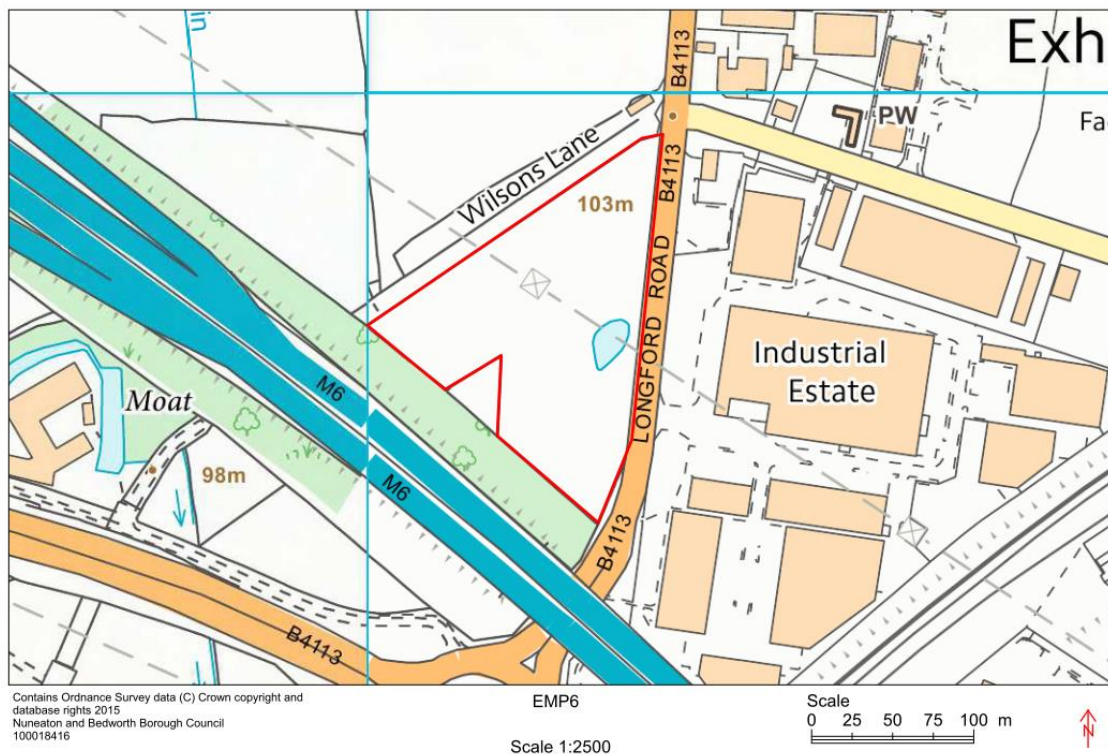 in
B4113
Exh
PW
Fa
Wilsons Lane
B4113
103m
LONGFORD ROAD
Industrial
Estate
M6
Moat
M6
98m
B4113
B4113
Contains Ordnance Survey data (C) Crown copyright and
database rights 2015
Nuneaton and Bedworth Borough Council
100018416
EMP6
Scale 1:2500
Scale
0 25 50 75 100 m
N